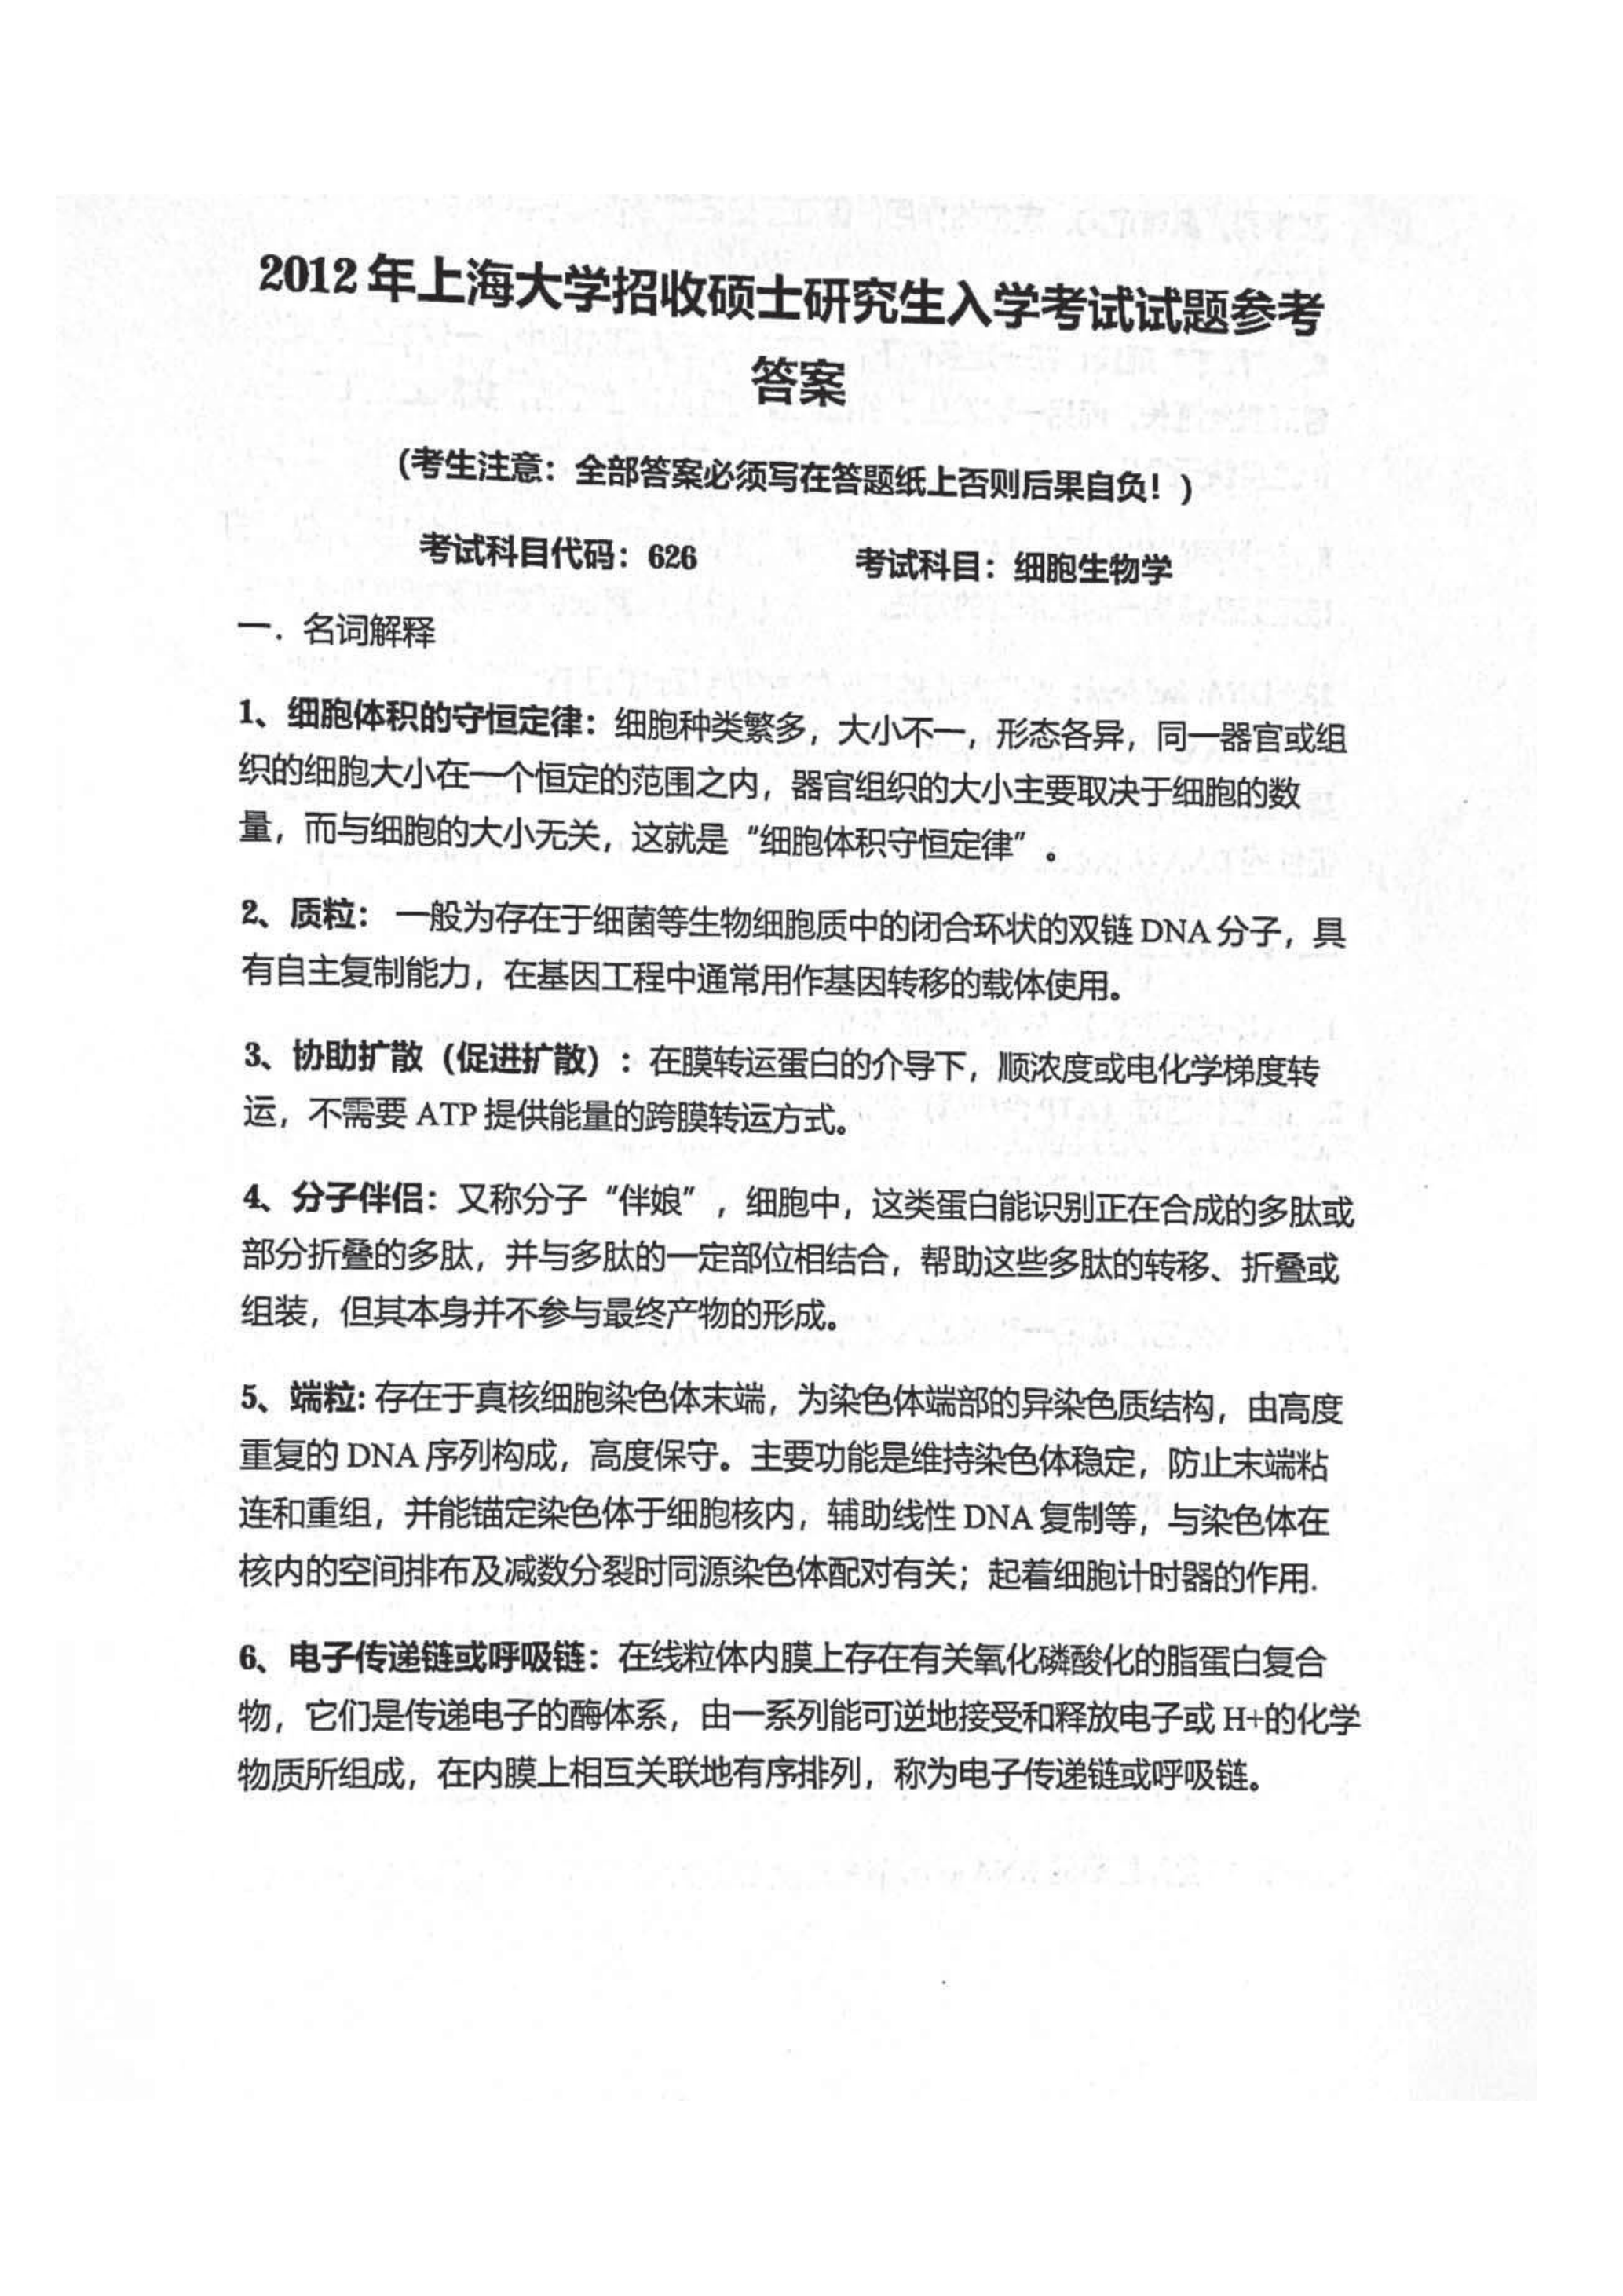 2012年上海大学招收硕士研究生入学考试试题参考
答案
（考生注意：全部答案必须写在答题纸上否则后果自负！）
考试科目代码：626 考试科目：细胞生物学
一．名词解释
1、细胞体积的守恒定律：细胞种类繁多，大小不一，形态各异，同一器官或组
织的细胞大小在一个恒定的范围之内，器官组织的大小主要取决于细胞的数
量，而与细胞的大小无关，这就是“细胞体积守恒定律”。
2、质粒： 一般为存在于细菌等生物细胞质中的闭合环状的双链DNA分子，具
有自主复制能力，在基因工程中通常用作基因转移的载体使用。
3、协助扩散（促进扩散）：在膜转运蛋白的介导下，顺浓度或电化学梯度转
运，不需要ATP提供能量的跨膜转运方式。
4、分子伴侣：又称分子“伴娘”，细胞中，这类蛋白能识别正在合成的多肽或
部分折叠的多肽，并与多肽的一定部位相结合，帮助这些多肽的转移、折叠或
组装，但其本身并不参与最终产物的形成。
5、端粒: 存在于真核细胞染色体末端，为染色体端部的异染色质结构，由高度
重复的DNA序列构成，高度保守。主要功能是维持染色体稳定，防止末端粘
连和重组，并能锚定染色体于细胞核内，辅助线性DNA复制等，与染色体在
核内的空间排布及减数分裂时同源染色体配对有关；起着细胞计时器的作用.
6、电子传递链或呼吸链：在线粒体内膜上存在有关氧化磷酸化的脂蛋白复合
物，它们是传递电子的酶体系，由一系列能可逆地接受和释放电子或H+的化学
物质所组成，在内膜上相互关联地有序排列，称为电子传递链或呼吸链。